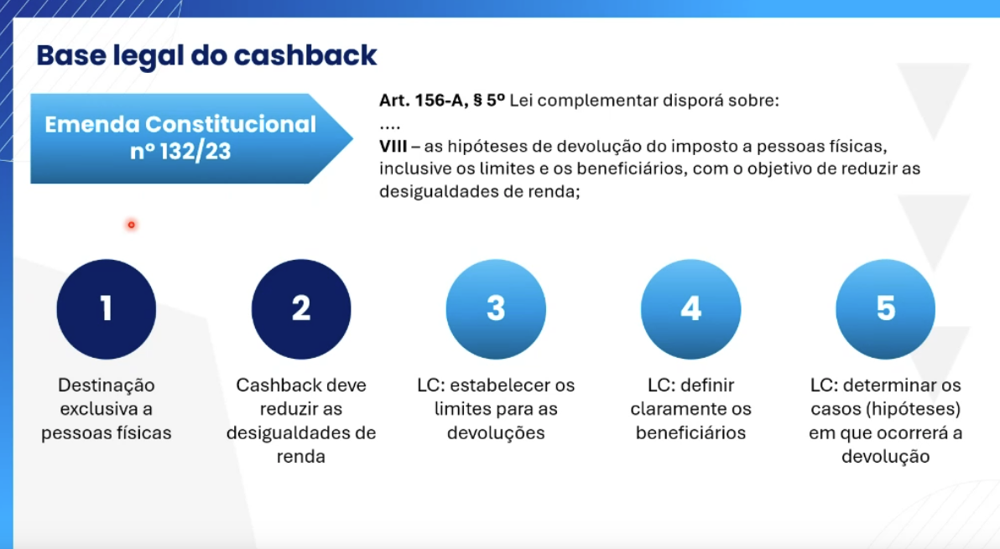 Base legal do cashback
Emenda Constitucional
nº 132/23
Art. 156-A, § 5º Lei complementar disporá sobre:
....
VIII – as hipóteses de devolução do imposto a pessoas físicas,
inclusive os limites e os beneficiários, com o objetivo de reduzir as
desigualdades de renda;
1
Destinação
exclusiva a
pessoas físicas
2
Cashback deve
reduzir as
desigualdades de
renda
3
LC: estabelecer os
limites para as
devoluções
4
LC: definir
claramente os
beneficiários
5
LC: determinar os
casos (hipóteses)
em que ocorrerá a
devolução